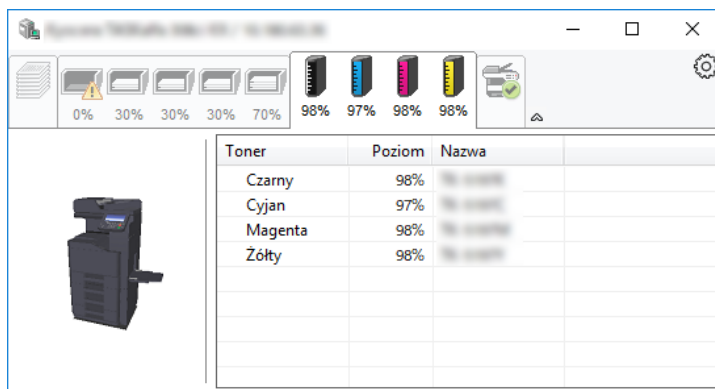 0% 30% 30% 30% 70% 98% 97% 98% 98%
Toner Poziom Nazwa
Czarny 98%
Cyjan 97%
Magenta 98%
Żółty 98%